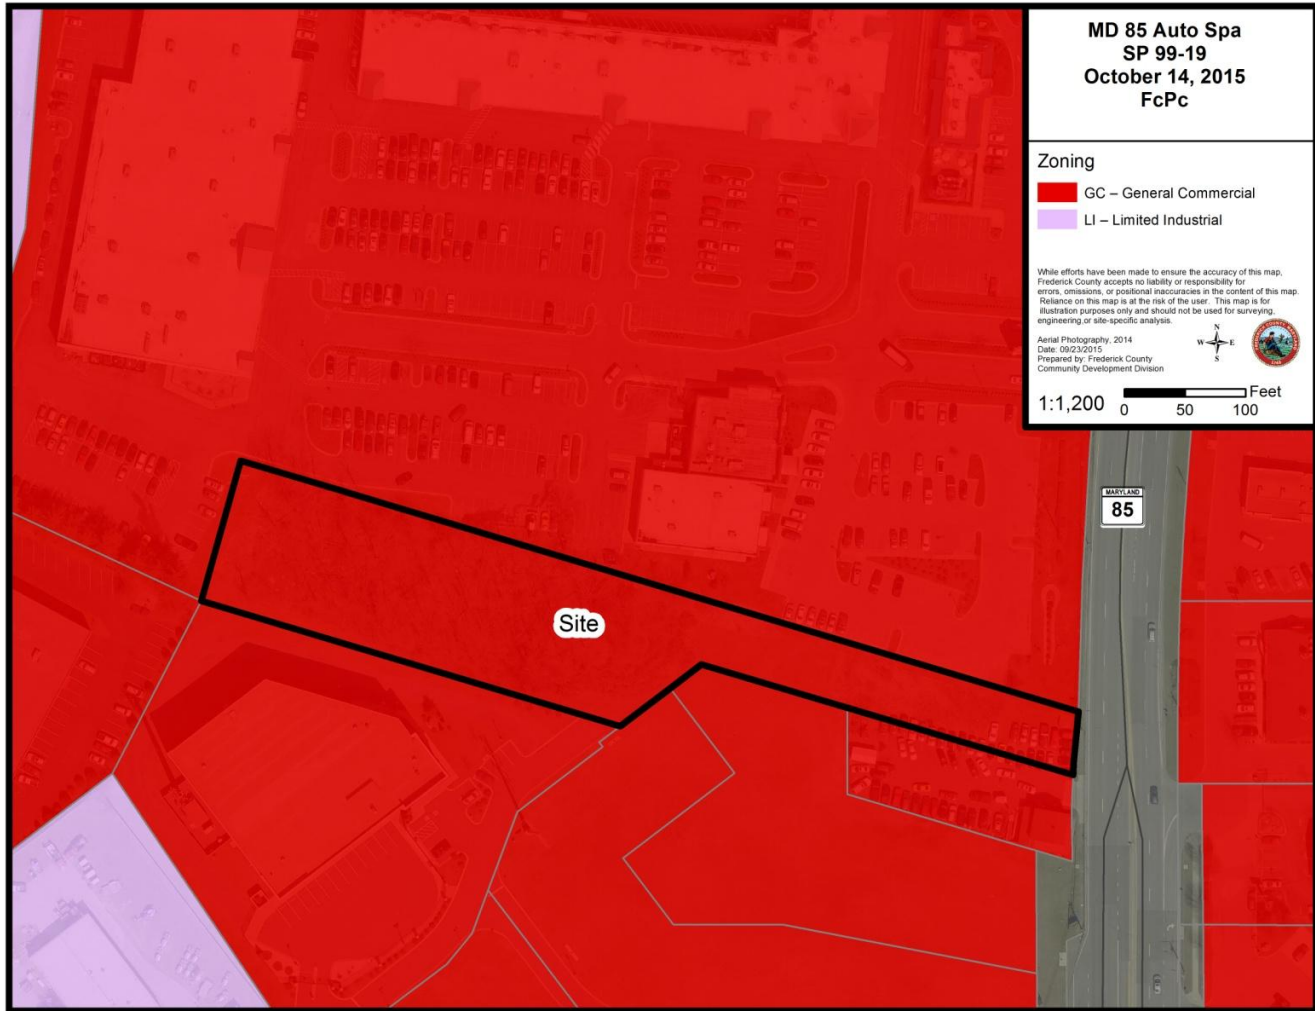 MD 85 Auto Spa
SP 99-19
October 14, 2015
FcPc
Zoning
GC – General Commercial
LI – Limited Industrial
While efforts have been made to ensure the accuracy of this map,
Frederick County accepts no liability or responsibility for
errors, omissions, or positional inaccuracies in the content of this map.
Reliance on this map is at the risk of the user. This map is for
illustration purposes only and should not be used for surveying,
engineering,or site-specific analysis.
Aerial Photography, 2014
Date: 09/23/2015
Prepared by: Frederick County
Community Development Division
N
W E
S
1:1,200
Feet
0 50 100
MARYLAND
85
Site